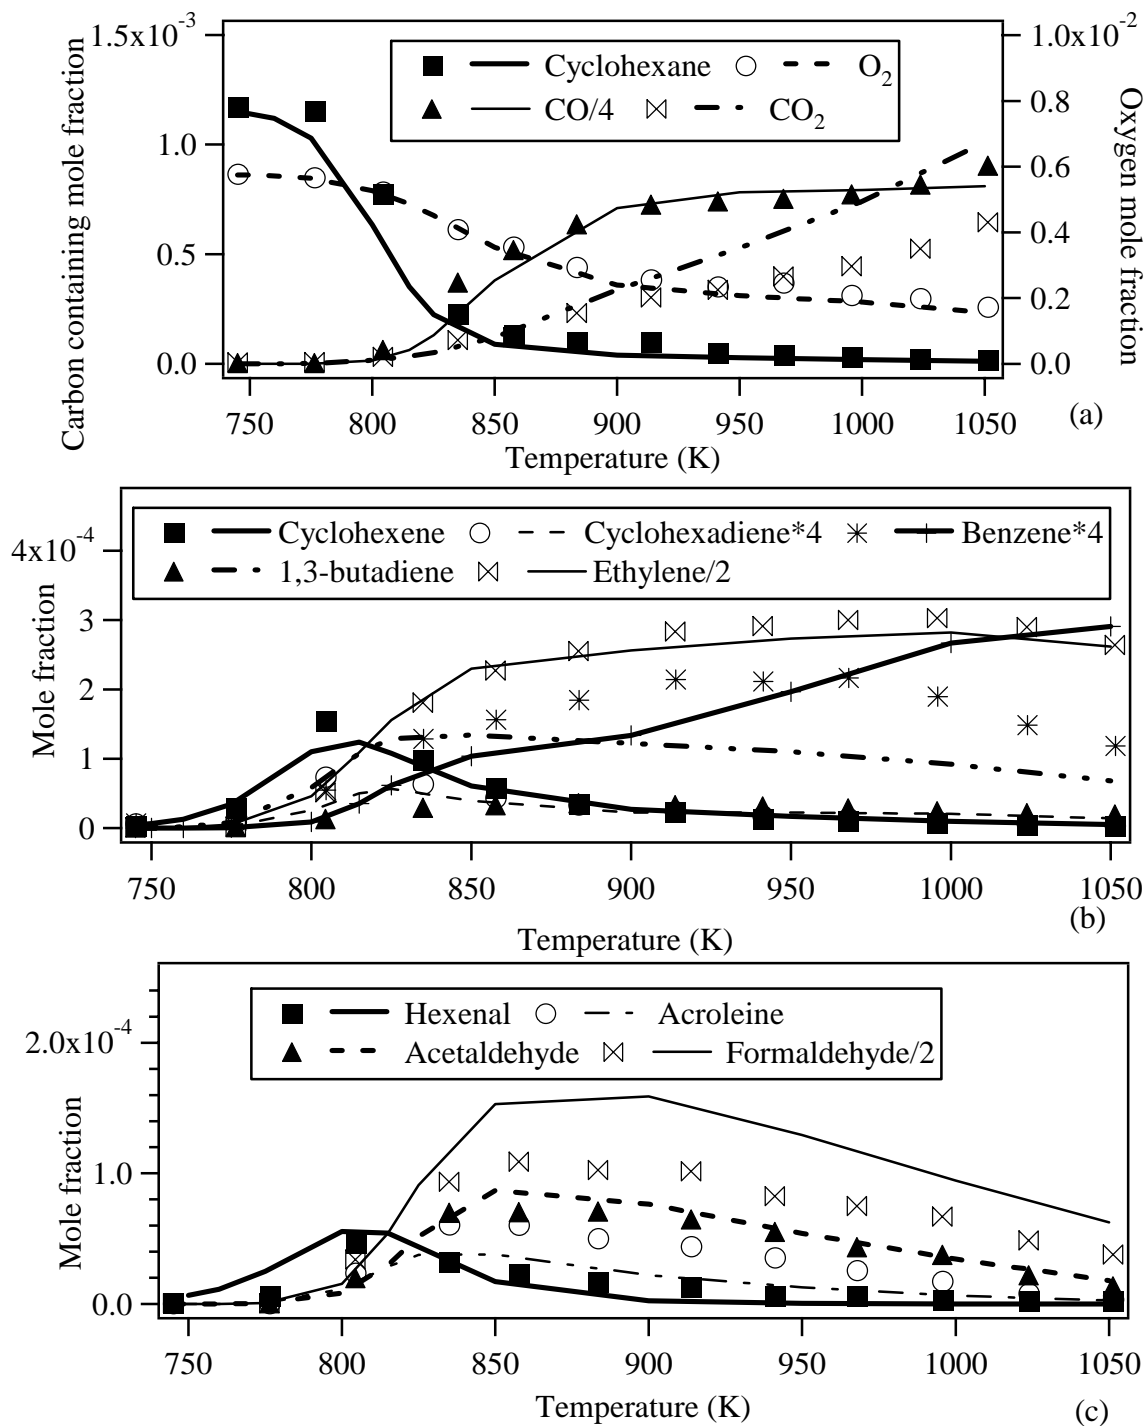 1.5x10-3
1.0x10-2
Cyclohexane O2
CO/4 CO2
1.0
0.5
0.0
0.8
0.6
0.4
0.2
0.0
Carbon containing mole fraction
Oxygen mole fraction
750 800 850 900 950 1000 1050
(a)
Temperature (K)
Cyclohexene Cyclohexadiene*4 Benzene*4
1,3-butadiene Ethylene/2
4x10-4
3
2
1
0
Mole fraction
750 800 850 900 950 1000 1050
(b)
Temperature (K)
Hexenal Acroleine
Acetaldehyde Formaldehyde/2
2.0x10-4
1.0
0.0
Mole fraction
750 800 850 900 950 1000 1050
Temperature (K)
(c)